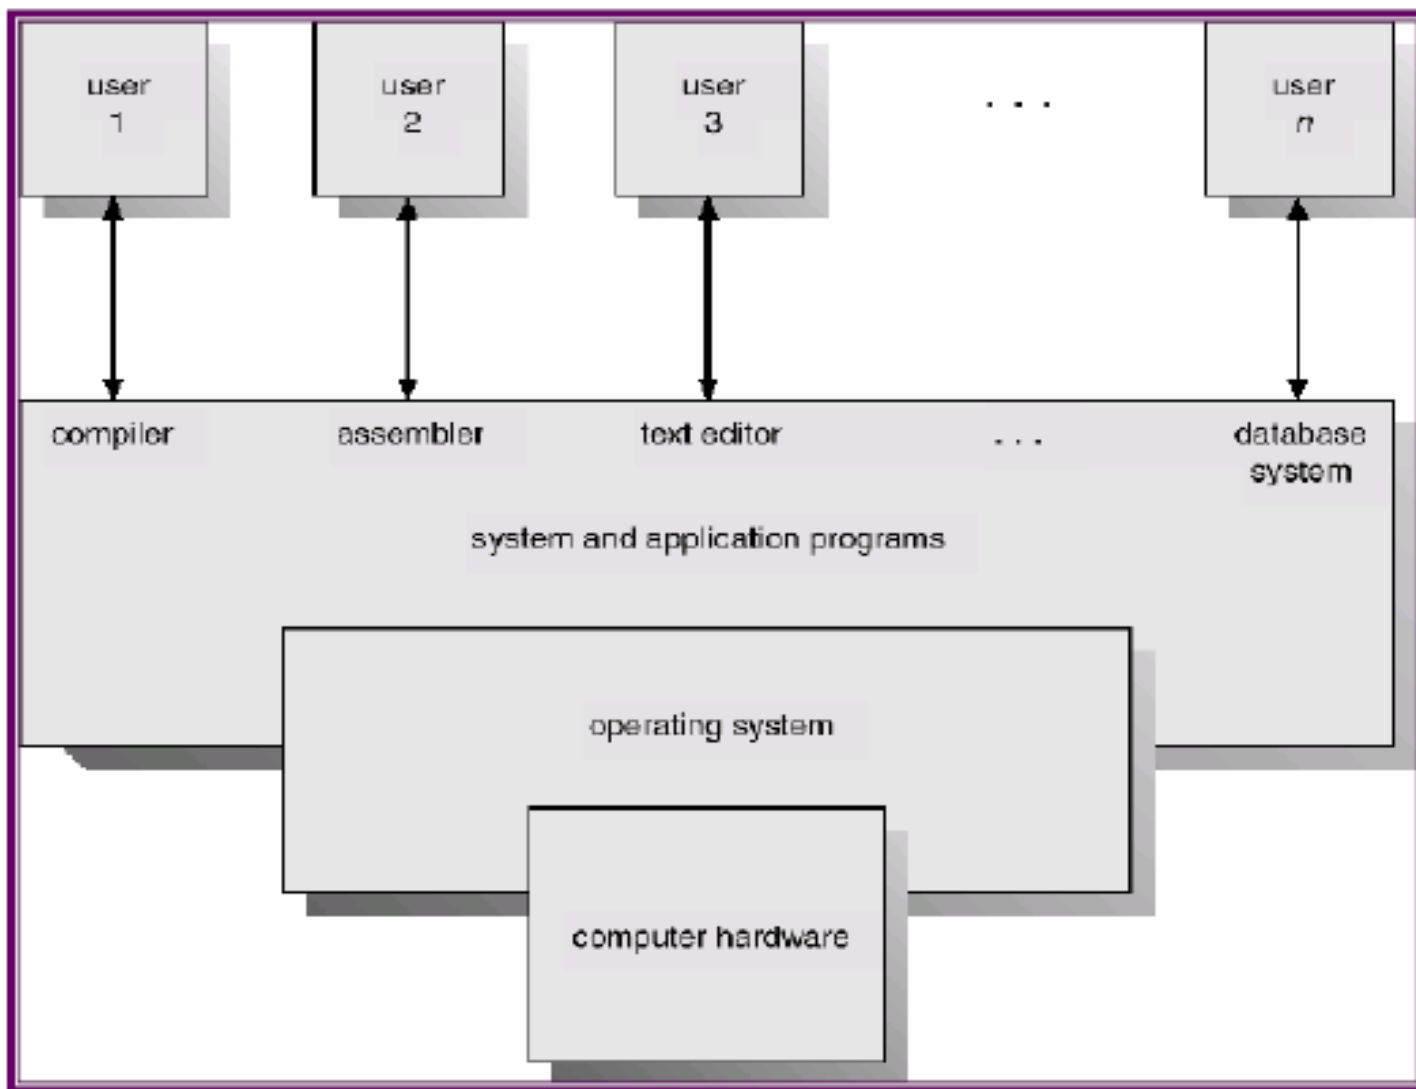 user
1
user
2
user
3
. . .
user
n
compiler
assembler
text editor
. . .
database
system
system and application programs
operating system
computer hardware